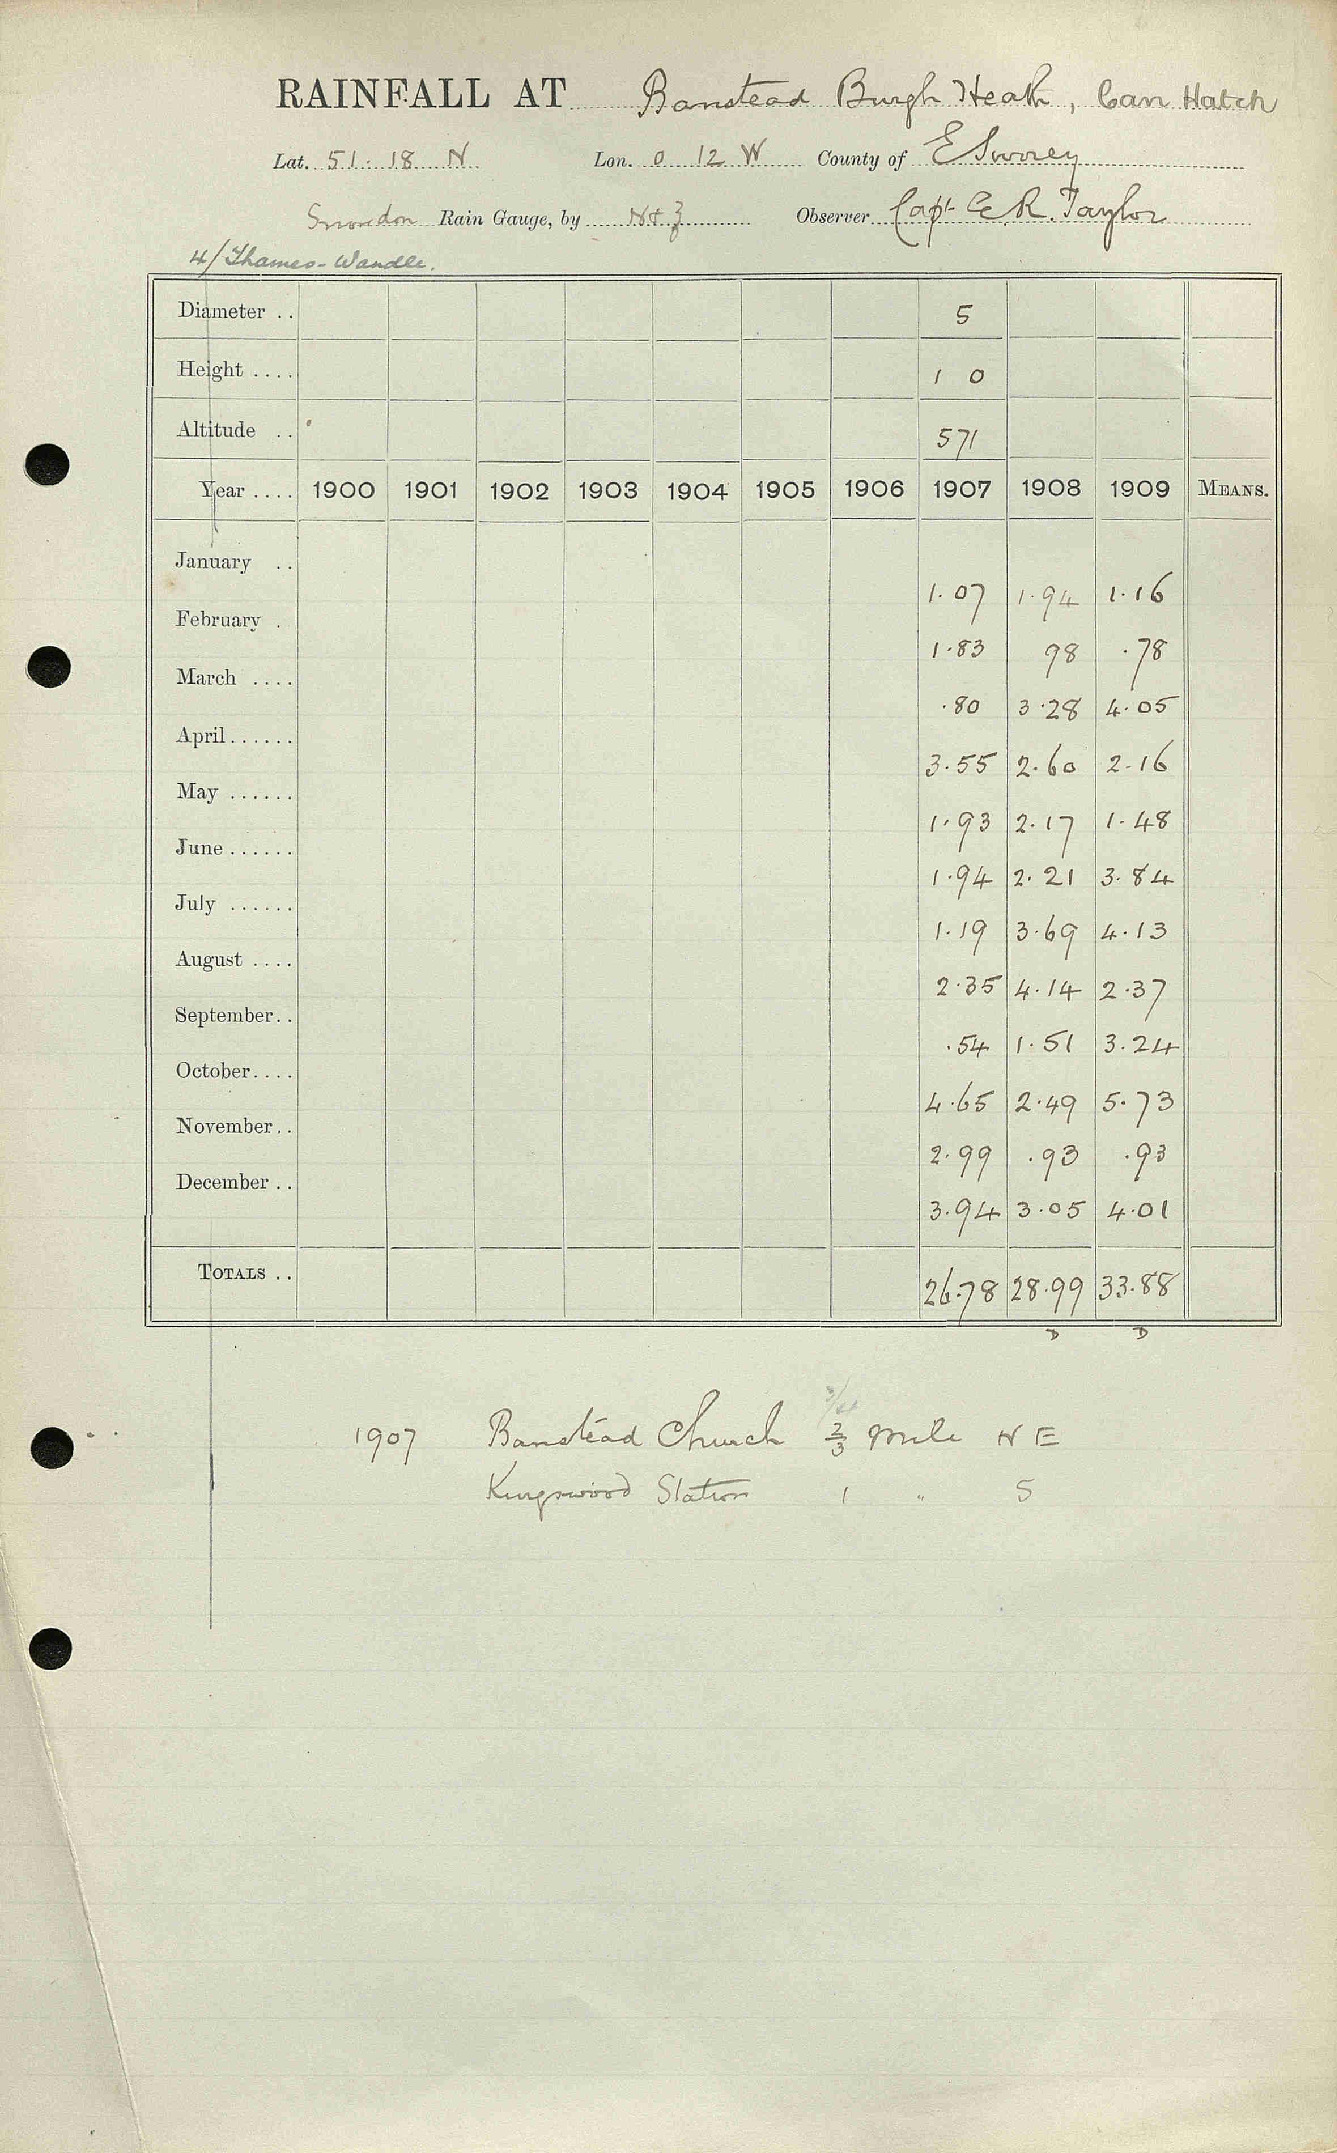 RAINFALL AT Banstead Burgh Heath, Can Hatch
Lat. 51. 18 N Lon. 0 12 W County of E Surrey
Snowdon Rain Gauge, by N & Z Observer Capt. R. Taylor
4/ Thames-Wandle.
Diameter .. 5
Height .... 1 0
Altitude .. 571
Year .... 1900 1901 1902 1903 1904 1905 1906 1907 1908 1909 MEANS.
January .. 1.07 1.94 1.16
February . 1.83 98 .78
March .... .80 3.28 4.05
April...... 3.55 2.60 2.16
May ...... 1.93 2.17 1.48
June ...... 1.94 2.21 3.84
July ...... 1.19 3.69 4.13
August .... 2.35 4.14 2.37
September.. .54 1.51 3.24
October.... 4.65 2.49 5.73
November.. 2.99 .93 .93
December .. 3.94 3.05 4.01
TOTALS .. 26.78 28.99 33.88
D D
3/4
1907 Banstead Church 2/3 mile N E
Kingswood Station 1 " S